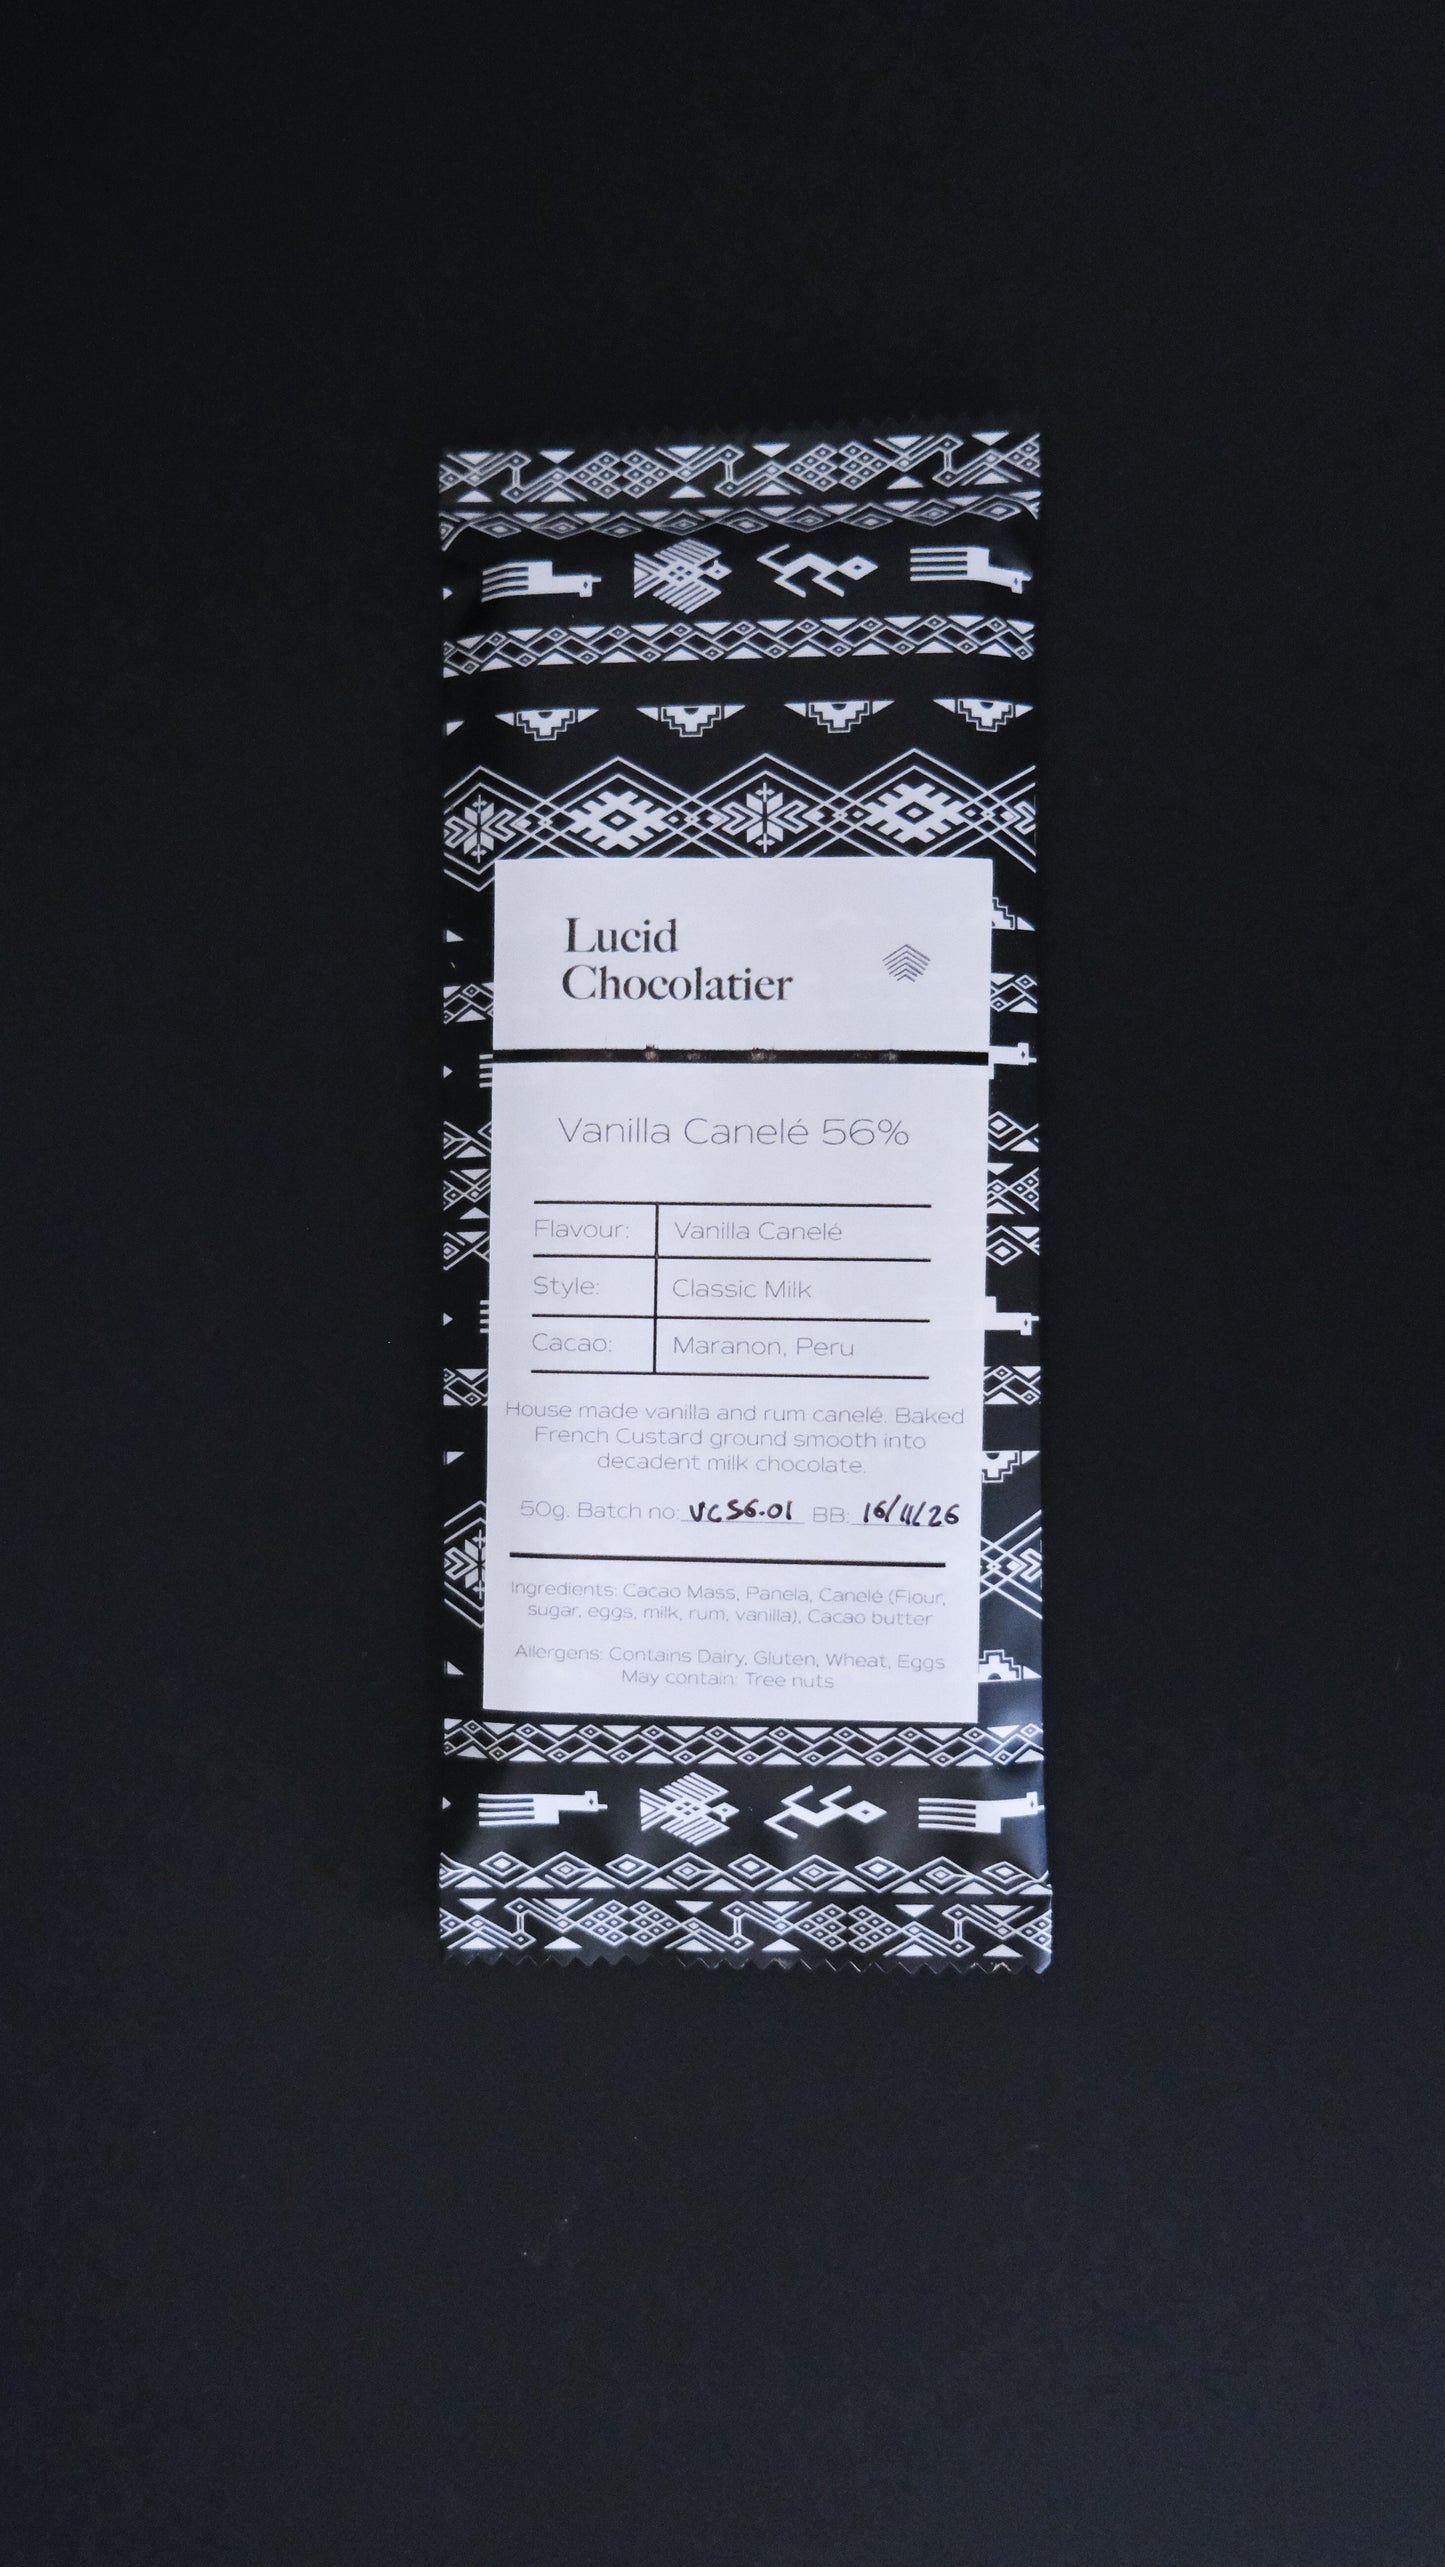 Lucid
Chocolatier
Vanilla Canelé 56%
Flavour: Vanilla Canelé
Style: Classic Milk
Cacao: Maranon, Peru
House made vanilla and rum canelé. Baked
French Custard ground smooth into
decadent milk chocolate.
50g. Batch no: VC56.01 BB: 16/11/26
Ingredients: Cacao Mass, Panela, Canelé (Flour,
sugar, eggs, milk, rum, vanilla), Cacao butter
Allergens: Contains Dairy, Gluten, Wheat, Eggs
May contain: Tree nuts